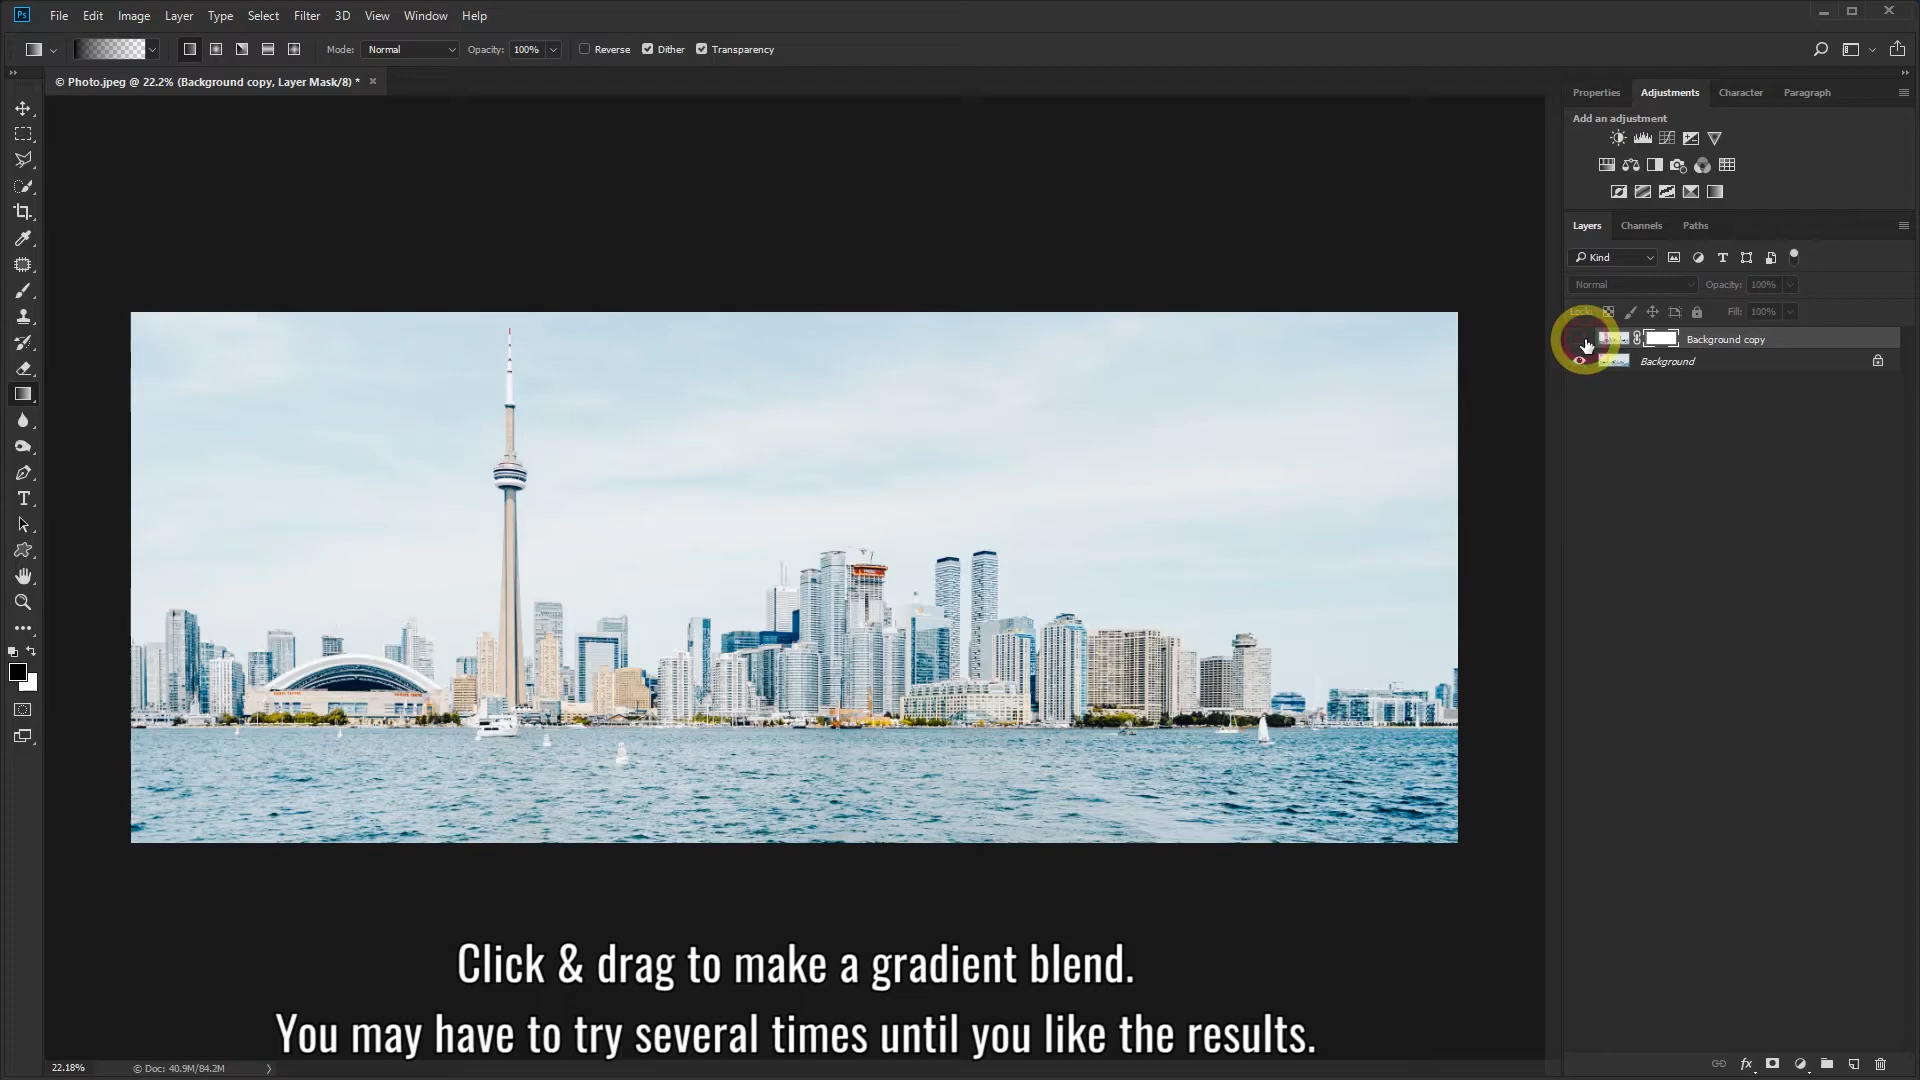 Ps File Edit Image Layer Type Select Filter 3D View Window Help
Mode: Normal Opacity: 100% Reverse Dither Transparency
© Photo.jpeg @ 22.2% (Background copy, Layer Mask/8) * ×
Properties Adjustments Character Paragraph
Add an adjustment
Layers Channels Paths
Kind
Normal Opacity: 100%
Lock: Fill: 100%
Background copy
Background
Click & drag to make a gradient blend.
You may have to try several times until you like the results.
22.18% © Doc: 40.9M/84.2M
fx